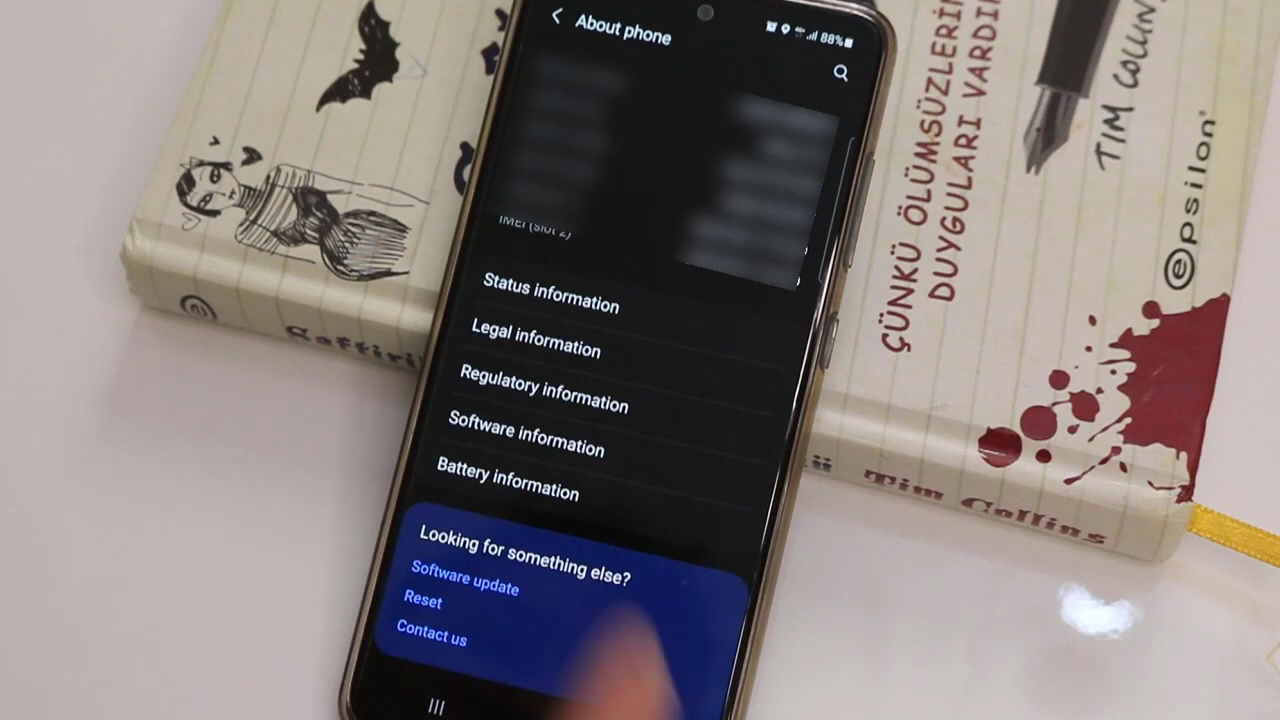 About phone
88%
IMEI (slot 2)
Status information
Legal information
Regulatory information
Software information
Battery information
Looking for something else?
Software update
Reset
Contact us
ÇÜNKÜ ÖLÜMSÜZLERİN
DUYGULARI VARDIR
TIM COLLINS
epsilon
Tim Collins